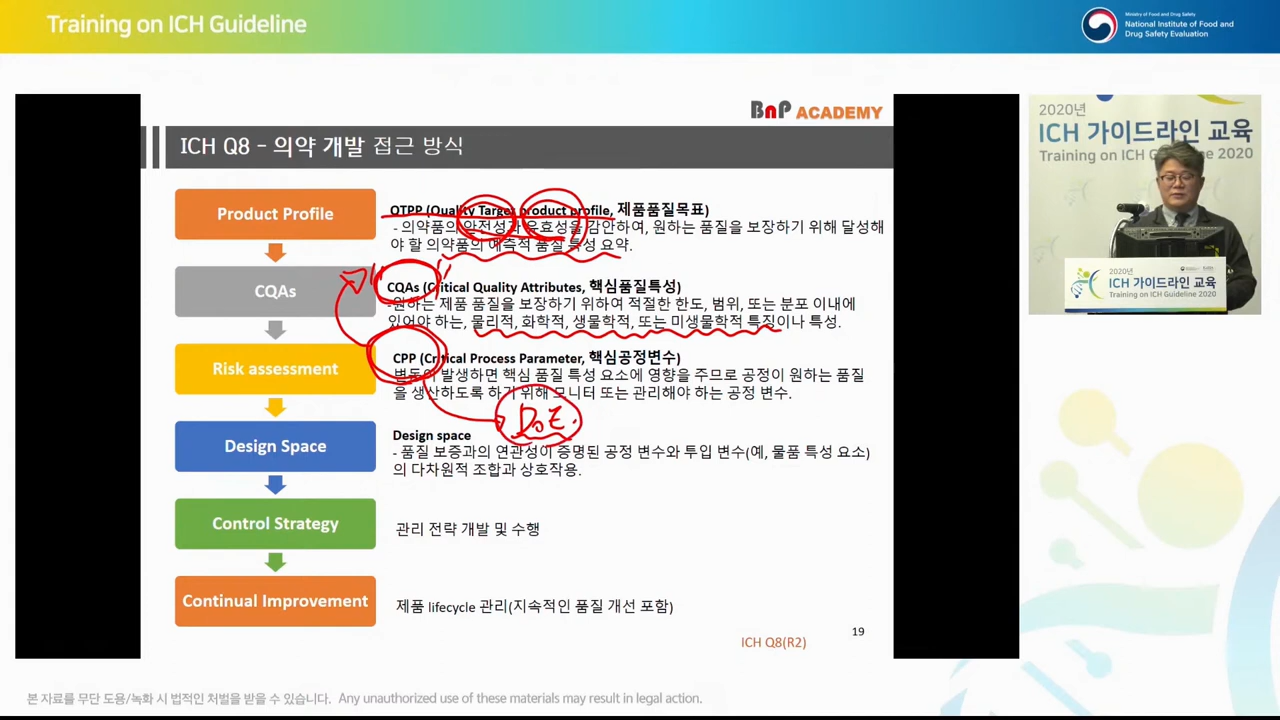 Training on ICH Guideline
Ministry of Food and Drug Safety
National Institute of Food and
Drug Safety Evaluation
BnP ACADEMY
ICH Q8 – 의약 개발 접근 방식
2020년
ICH 가이드라인 교육
Training on ICH Guideline 2020
2020년
ICH 가이드라인 교육
Training on ICH Guideline 2020
Product Profile
QTPP (Quality Target product profile, 제품품질목표)
- 의약품의 안전성과 유효성을 감안하여, 원하는 품질을 보장하기 위해 달성해
야 할 의약품의 예측적 품질 특성 요약.
CQAs
CQAs (Critical Quality Attributes, 핵심품질특성)
-원하는 제품 품질을 보장하기 위하여 적절한 한도, 범위, 또는 분포 이내에
있어야 하는, 물리적, 화학적, 생물학적, 또는 미생물학적 특징이나 특성.
Risk assessment
CPP (Critical Process Parameter, 핵심공정변수)
변동이 발생하면 핵심 품질 특성 요소에 영향을 주므로 공정이 원하는 품질
을 생산하도록 하기 위해 모니터 또는 관리해야 하는 공정 변수.
DoE.
Design Space
Design space
- 품질 보증과의 연관성이 증명된 공정 변수와 투입 변수(예, 물품 특성 요소)
의 다차원적 조합과 상호작용.
Control Strategy
관리 전략 개발 및 수행
Continual Improvement
제품 lifecycle 관리(지속적인 품질 개선 포함)
19
ICH Q8(R2)
본 자료를 무단 도용/녹화 시 법적인 처벌을 받을 수 있습니다. Any unauthorized use of these materials may result in legal action.